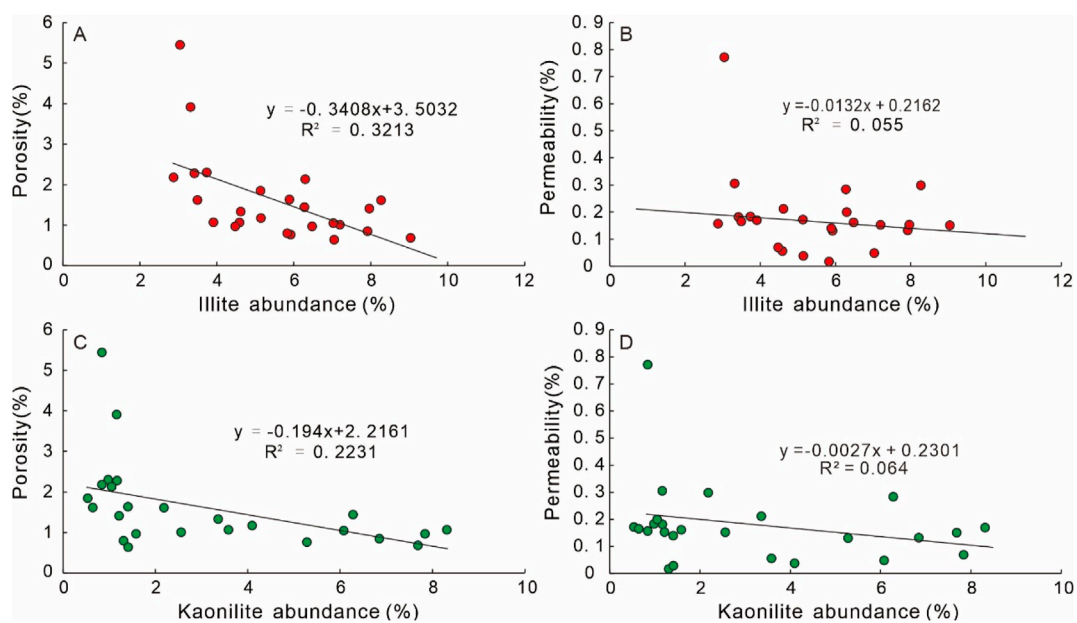 A
Porosity(%)
6
5
4
3
2
1
0
y = -0.3408x+3.5032
R² = 0.3213
0 2 4 6 8 10 12
Illite abundance(%)
B
Permeability(%)
0.9
0.8
0.7
0.6
0.5
0.4
0.3
0.2
0.1
0
y=-0.0132x+0.2162
R² = 0.055
0 2 4 6 8 10 12
Illite abundance(%)
C
Porosity(%)
6
5
4
3
2
1
0
y = -0.194x+2.2161
R² = 0.2231
0 2 4 6 8 10
Kaonilite abundance(%)
D
Permeability(%)
0.9
0.8
0.7
0.6
0.5
0.4
0.3
0.2
0.1
0
y=-0.0027x+0.2301
R²=0.064
0 2 4 6 8 10
Kaonilite abundance(%)